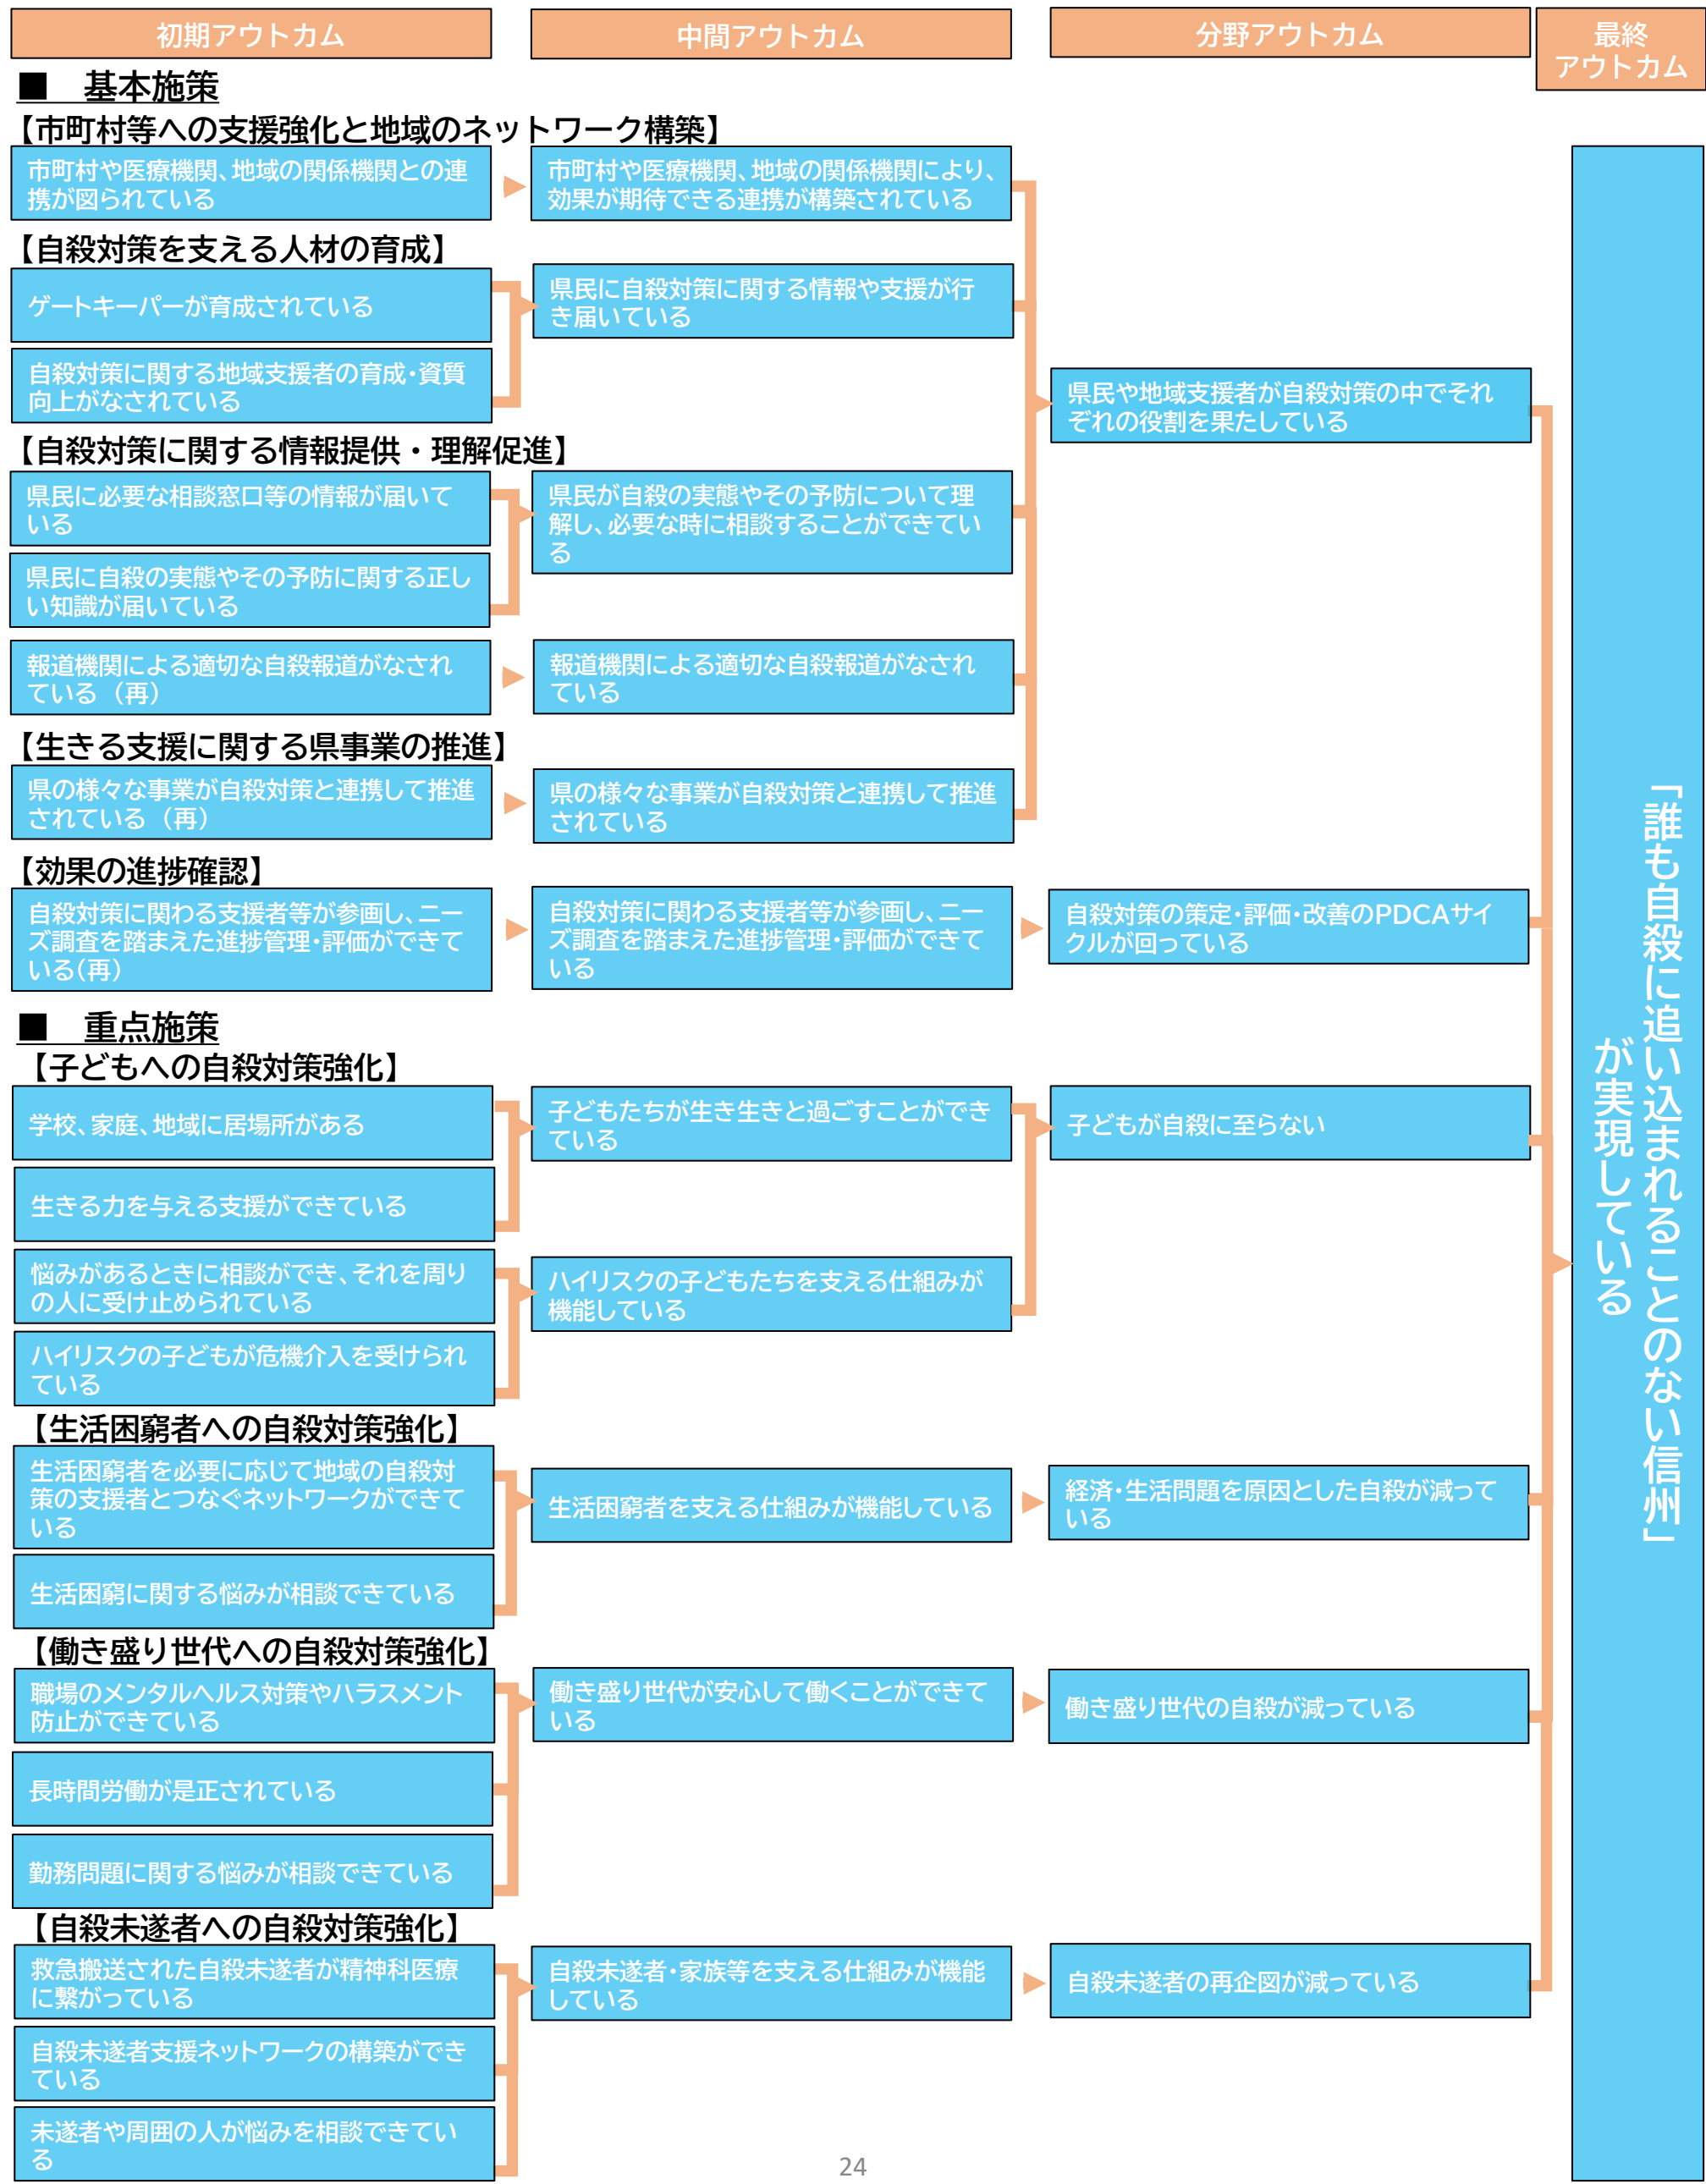 初期アウトカム
中間アウトカム
分野アウトカム
最終
アウトカム
■　基本施策
【市町村等への支援強化と地域のネットワーク構築】
市町村や医療機関、地域の関係機関との連
携が図られている
市町村や医療機関、地域の関係機関により、
効果が期待できる連携が構築されている
【自殺対策を支える人材の育成】
ゲートキーパーが育成されている
県民に自殺対策に関する情報や支援が行
き届いている
自殺対策に関する地域支援者の育成・資質
向上がなされている
県民や地域支援者が自殺対策の中でそれ
ぞれの役割を果たしている
【自殺対策に関する情報提供・理解促進】
県民に必要な相談窓口等の情報が届いて
いる
県民が自殺の実態やその予防について理
解し、必要な時に相談することができてい
る
県民に自殺の実態やその予防に関する正し
い知識が届いている
報道機関による適切な自殺報道がなされ
ている（再）
報道機関による適切な自殺報道がなされ
ている
【生きる支援に関する県事業の推進】
県の様々な事業が自殺対策と連携して推進
されている（再）
県の様々な事業が自殺対策と連携して推進
されている
【効果の進捗確認】
自殺対策に関わる支援者等が参画し、ニー
ズ調査を踏まえた進捗管理・評価ができて
いる(再)
自殺対策に関わる支援者等が参画し、ニー
ズ調査を踏まえた進捗管理・評価ができて
いる
自殺対策の策定・評価・改善のPDCAサイ
クルが回っている
■　重点施策
【子どもへの自殺対策強化】
学校、家庭、地域に居場所がある
子どもたちが生き生きと過ごすことができ
ている
子どもが自殺に至らない
生きる力を与える支援ができている
悩みがあるときに相談ができ、それを周り
の人に受け止められている
ハイリスクの子どもたちを支える仕組みが
機能している
ハイリスクの子どもが危機介入を受けられ
ている
【生活困窮者への自殺対策強化】
生活困窮者を必要に応じて地域の自殺対
策の支援者とつなぐネットワークができて
いる
生活困窮者を支える仕組みが機能している
経済・生活問題を原因とした自殺が減って
いる
生活困窮に関する悩みが相談できている
【働き盛り世代への自殺対策強化】
職場のメンタルヘルス対策やハラスメント
防止ができている
働き盛り世代が安心して働くことができて
いる
働き盛り世代の自殺が減っている
長時間労働が是正されている
勤務問題に関する悩みが相談できている
【自殺未遂者への自殺対策強化】
救急搬送された自殺未遂者が精神科医療
に繋がっている
自殺未遂者・家族等を支える仕組みが機能
している
自殺未遂者の再企図が減っている
自殺未遂者支援ネットワークの構築ができ
ている
未遂者や周囲の人が悩みを相談できてい
る
「誰も自殺に追い込まれることのない信州」
が実現している
24